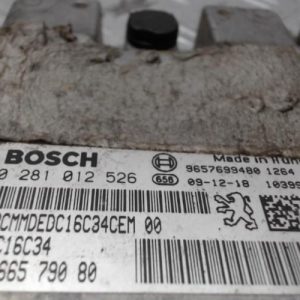 BOSCH
0 281 012 526
Made in
9657699480 1264
656 09-12-18 10399
CMMDEDC16C34CEM 00
C16C34
665 790 80